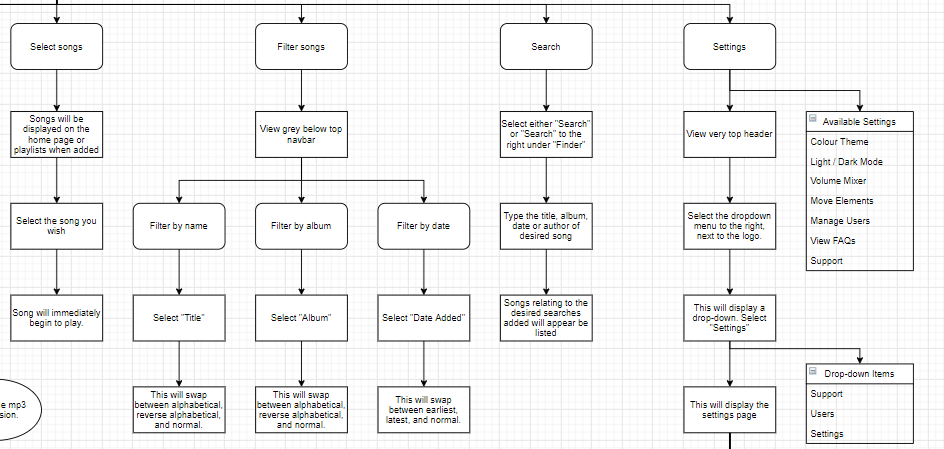 Select songs
Filter songs
Search
Settings
Songs will be
displayed on the
home page or
playlists when added
View grey below top
navbar
Select either "Search"
or "Search" to the
right under "Finder"
View very top header
Available Settings
Colour Theme
Light / Dark Mode
Volume Mixer
Move Elements
Manage Users
View FAQs
Support
Select the song you
wish
Filter by name
Filter by album
Filter by date
Type the title, album,
date or author of
desired song
Select the dropdown
menu to the right,
next to the logo.
Song will immediately
begin to play.
Select "Title"
Select "Album"
Select "Date Added"
Songs relating to the
desired searches
added will appear be
listed
This will display a
drop-down. Select
"Settings"
e mp3
sion.
This will swap
between alphabetical,
reverse alphabetical,
and normal.
This will swap
between alphabetical,
reverse alphabetical,
and normal.
This will swap
between earliest,
latest, and normal.
This will display the
settings page
Drop-down Items
Support
Users
Settings